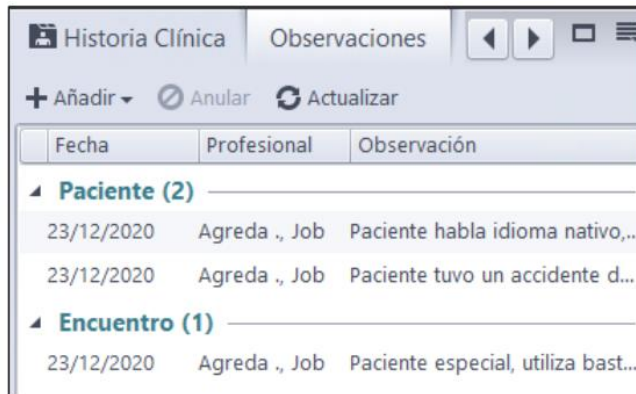 Historia Clínica Observaciones
Añadir Anular Actualizar
Fecha Profesional Observación
Paciente (2)
23/12/2020 Agreda ., Job Paciente habla idioma nativo,..
23/12/2020 Agreda ., Job Paciente tuvo un accidente d...
Encuentro (1)
23/12/2020 Agreda ., Job Paciente especial, utiliza bast...